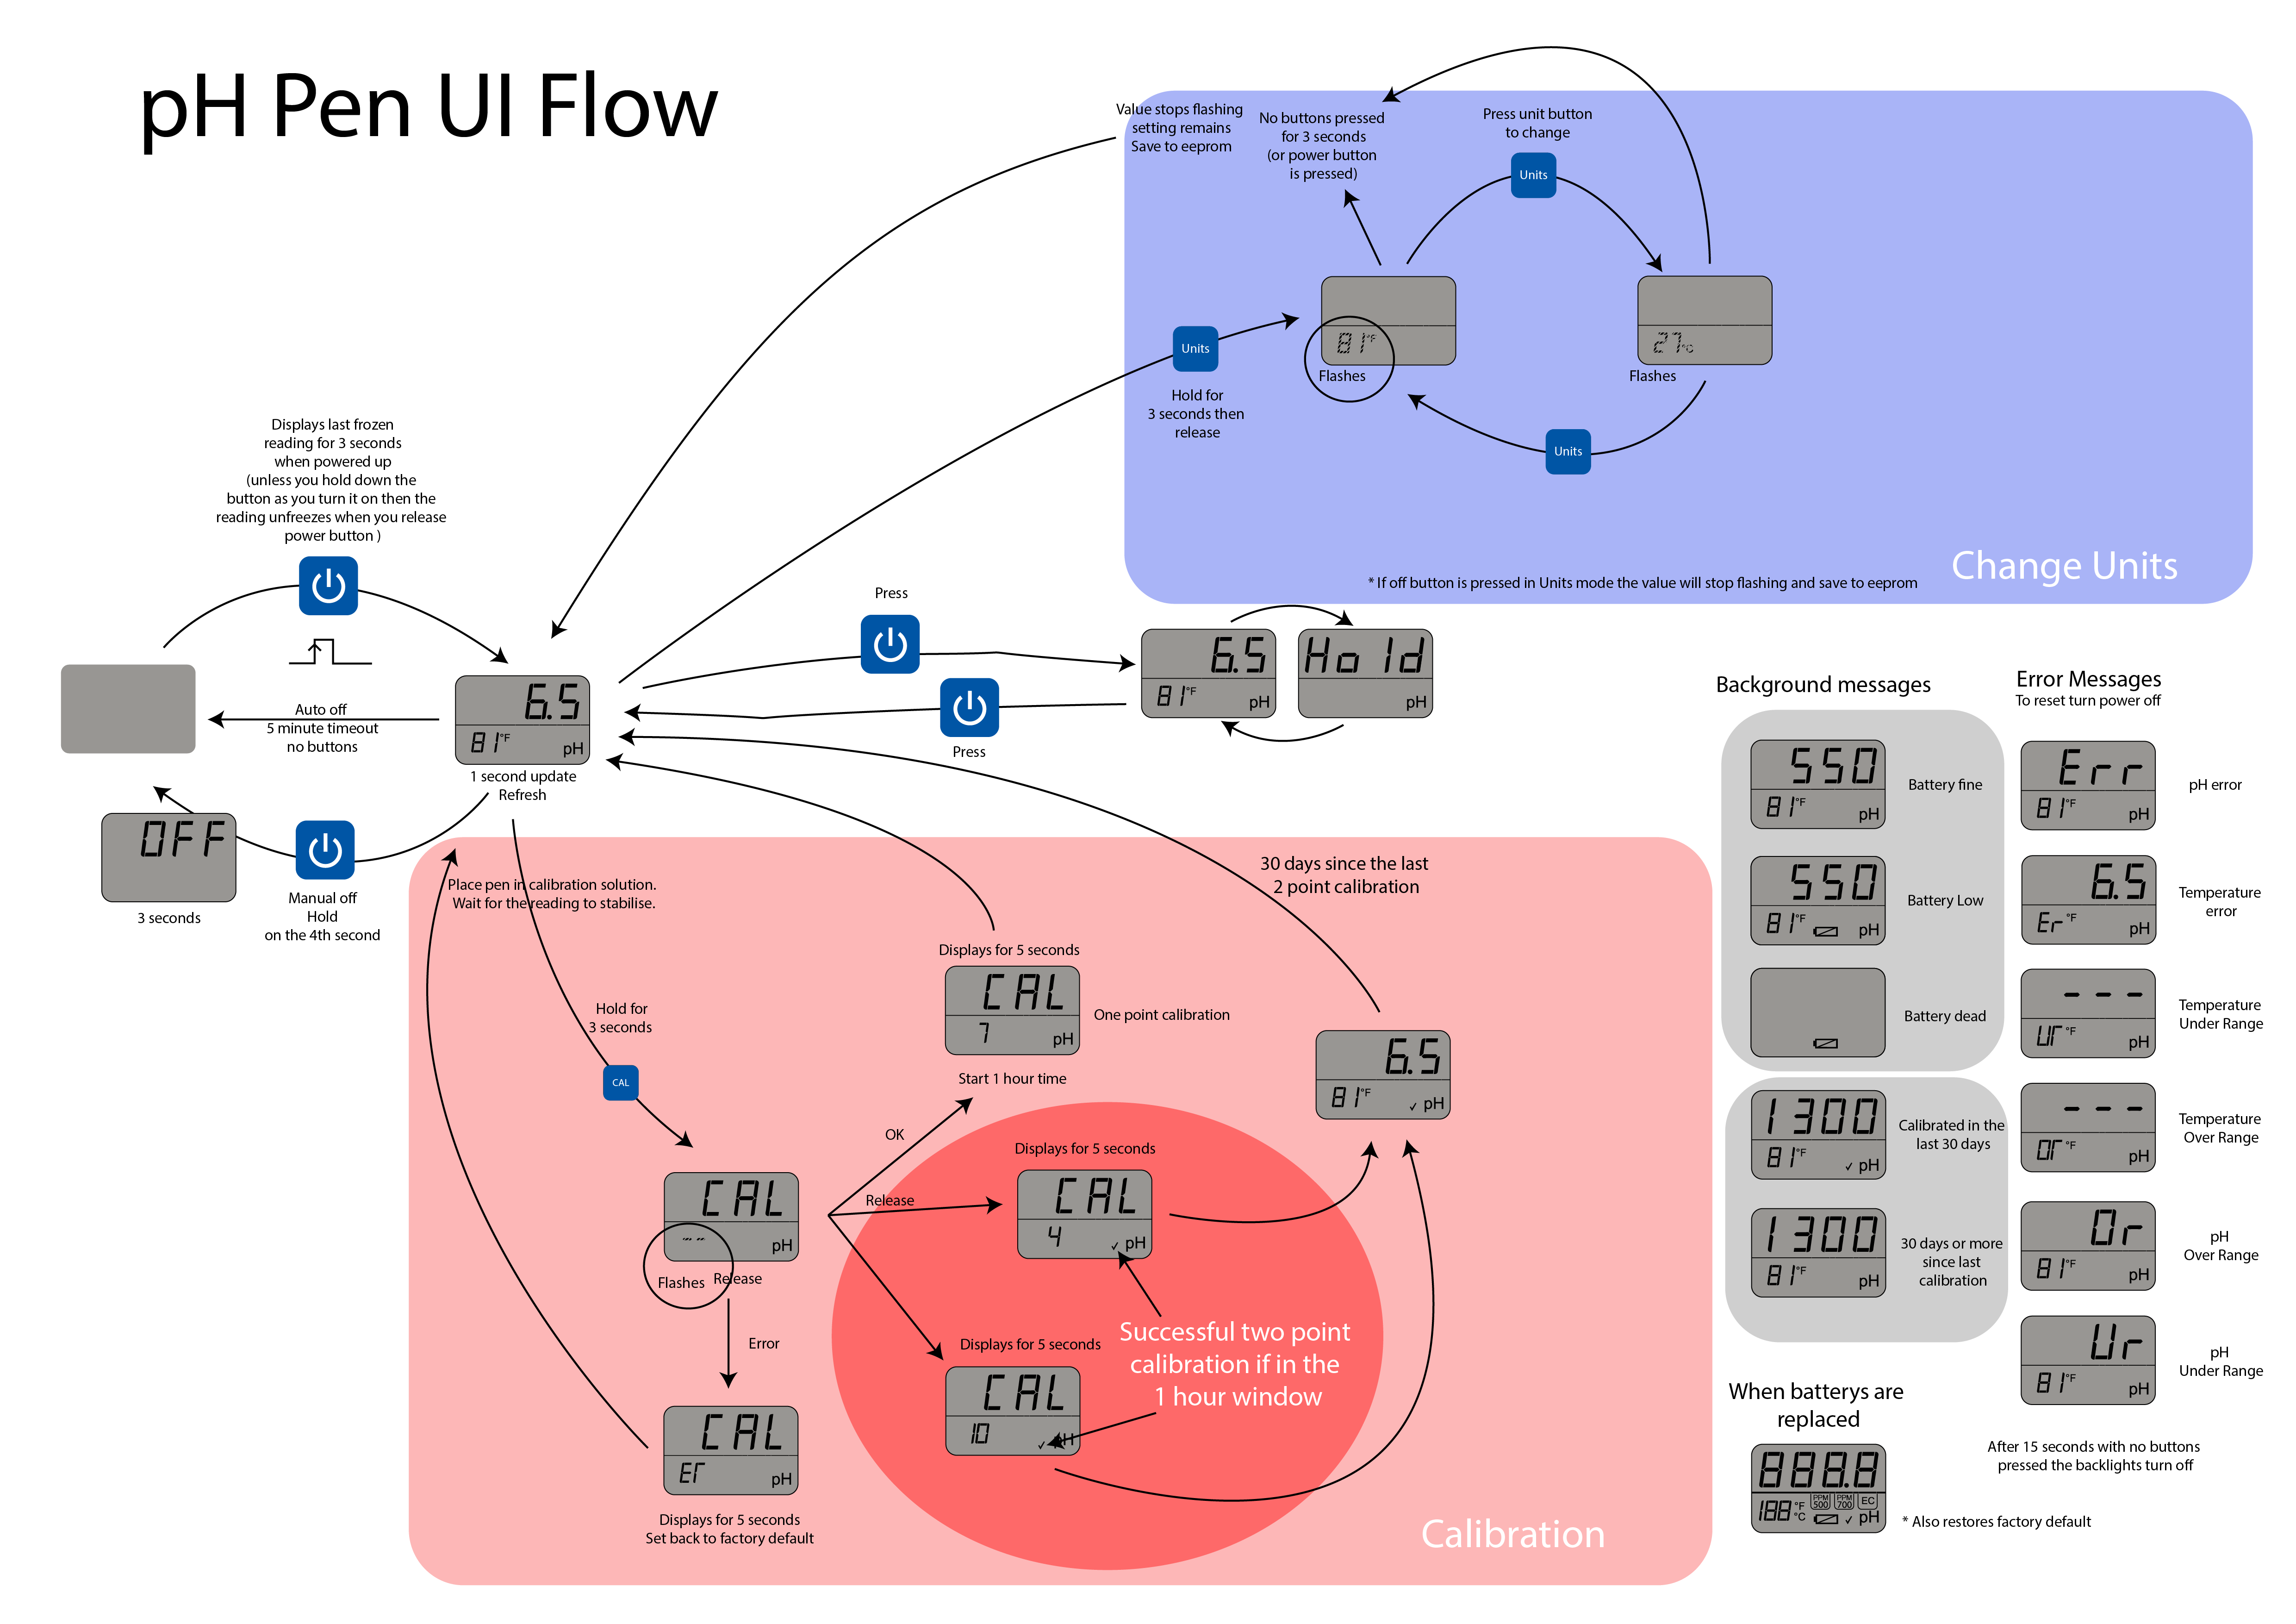 pH Pen UI Flow
Value stops flashing
setting remains
Save to eeprom
No buttons pressed
for 3 seconds
(or power button
is pressed)
Press unit button
to change
Units
81°F
Flashes
27°C
Flashes
Units
Hold for
3 seconds then
release
Units
Change Units
* If off button is pressed in Units mode the value will stop flashing and save to eeprom
Displays last frozen
reading for 3 seconds
when powered up
(unless you hold down the
button as you turn it on then the
reading unfreezes when you release
power button )
Auto off
5 minute timeout
no buttons
6.5
81°F pH
1 second update
Refresh
OFF
3 seconds
Manual off
Hold
on the 4th second
Press
Press
6.5
81°F pH
Hold
pH
Place pen in calibration solution.
Wait for the reading to stabilise.
Hold for
3 seconds
CAL
CAL
-- pH
Flashes
Release
Error
CAL
Er pH
Displays for 5 seconds
Set back to factory default
Displays for 5 seconds
CAL
7 pH
One point calibration
Start 1 hour time
OK
Release
Displays for 5 seconds
CAL
4 ✓ pH
Displays for 5 seconds
CAL
10 ✓ pH
Successful two point
calibration if in the
1 hour window
30 days since the last
2 point calibration
6.5
81°F ✓ pH
Calibration
Background messages
550
81°F pH
Battery fine
550
81°F pH
Battery Low
Battery dead
1300
81°F ✓ pH
Calibrated in the
last 30 days
1300
81°F pH
30 days or more
since last
calibration
Error Messages
To reset turn power off
Err
81°F pH
pH error
6.5
Er °F pH
Temperature
error
---
Ur °F pH
Temperature
Under Range
---
Or °F pH
Temperature
Over Range
Or
81°F pH
pH
Over Range
Ur
81°F pH
pH
Under Range
When batterys are
replaced
888.8
188 °F °C PPM 500 PPM 700 EC ✓ pH
* Also restores factory default
After 15 seconds with no buttons
pressed the backlights turn off